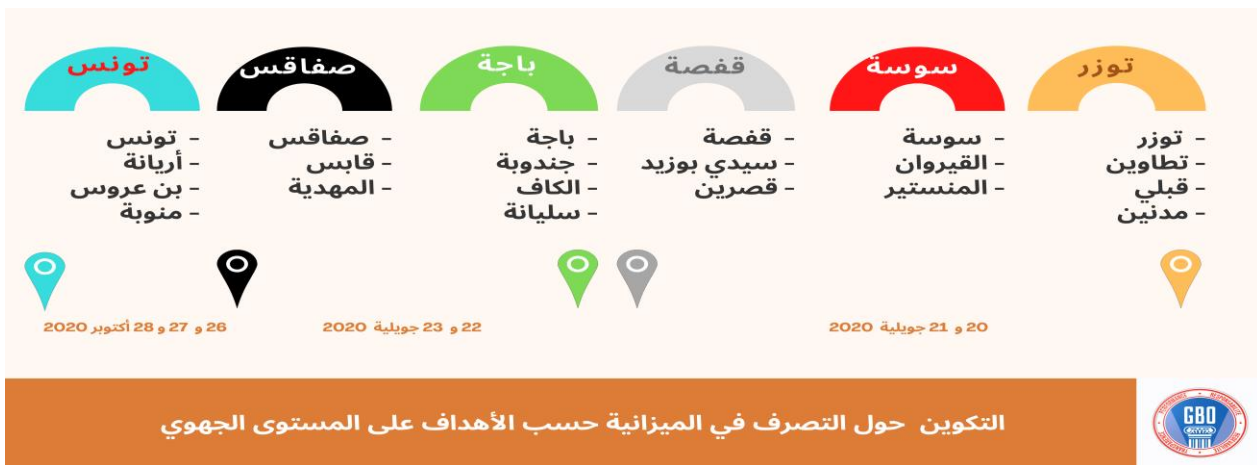 توزر
- توزر
- تطاوين
- قبلي
- مدنين
سوسة
- سوسة
- القيروان
- المنستير
قفصة
- قفصة
- سيدي بوزيد
- قصرين
باجة
- باجة
- جندوبة
- الكاف
- سليانة
صفاقس
- صفاقس
- قابس
- المهدية
تونس
- تونس
- أريانة
- بن عروس
- منوبة
20 و 21 جويلية 2020
22 و 23 جويلية 2020
26 و 27 و 28 أكتوبر 2020
التكوين حول التصرف في الميزانية حسب الأهداف على المستوى الجهوي
GBO